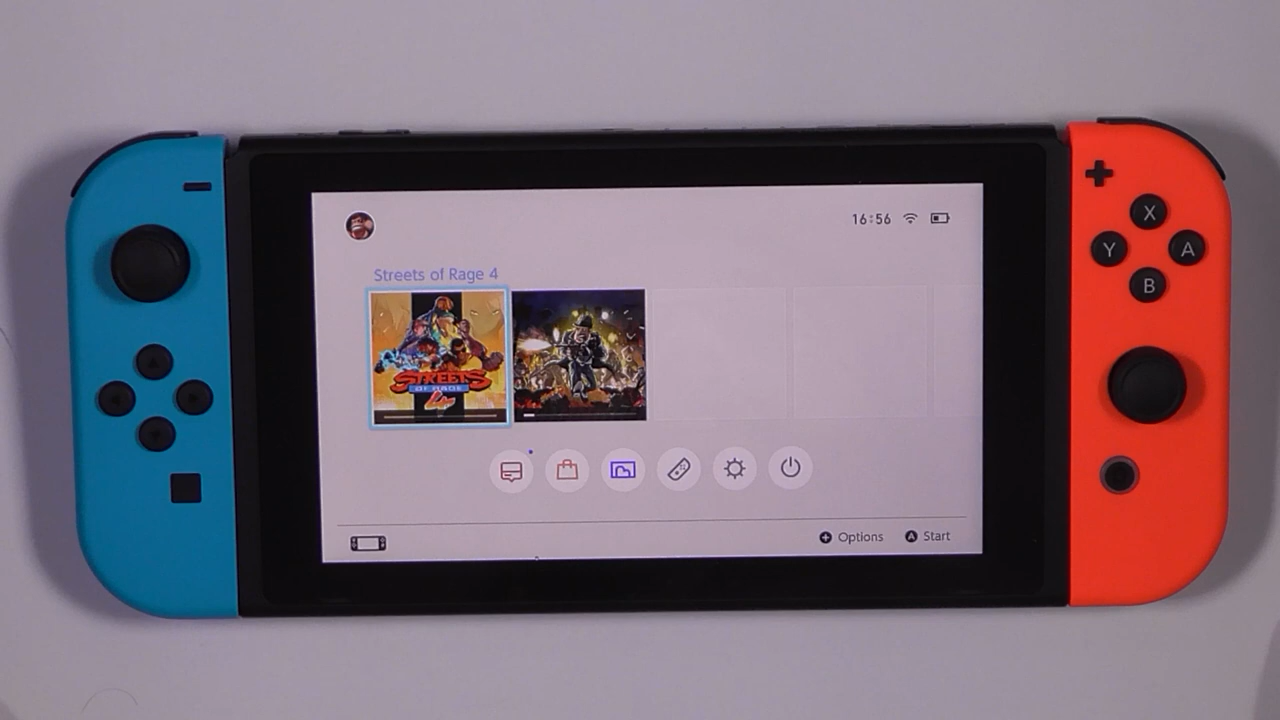 16:56
Streets of Rage 4
STREETS
OF RAGE
4
X
Y
A
B
Options
A Start